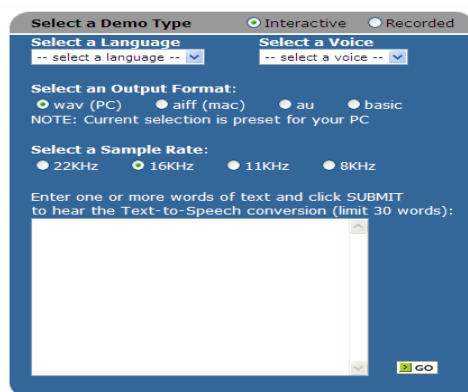 Select a Demo Type Interactive Recorded
Select a Language Select a Voice
-- select a language -- -- select a voice --
Select an Output Format:
wav (PC) aiff (mac) au basic
NOTE: Current selection is preset for your PC
Select a Sample Rate:
22KHz 16KHz 11KHz 8KHz
Enter one or more words of text and click SUBMIT
to hear the Text-to-Speech conversion (limit 30 words):
GO